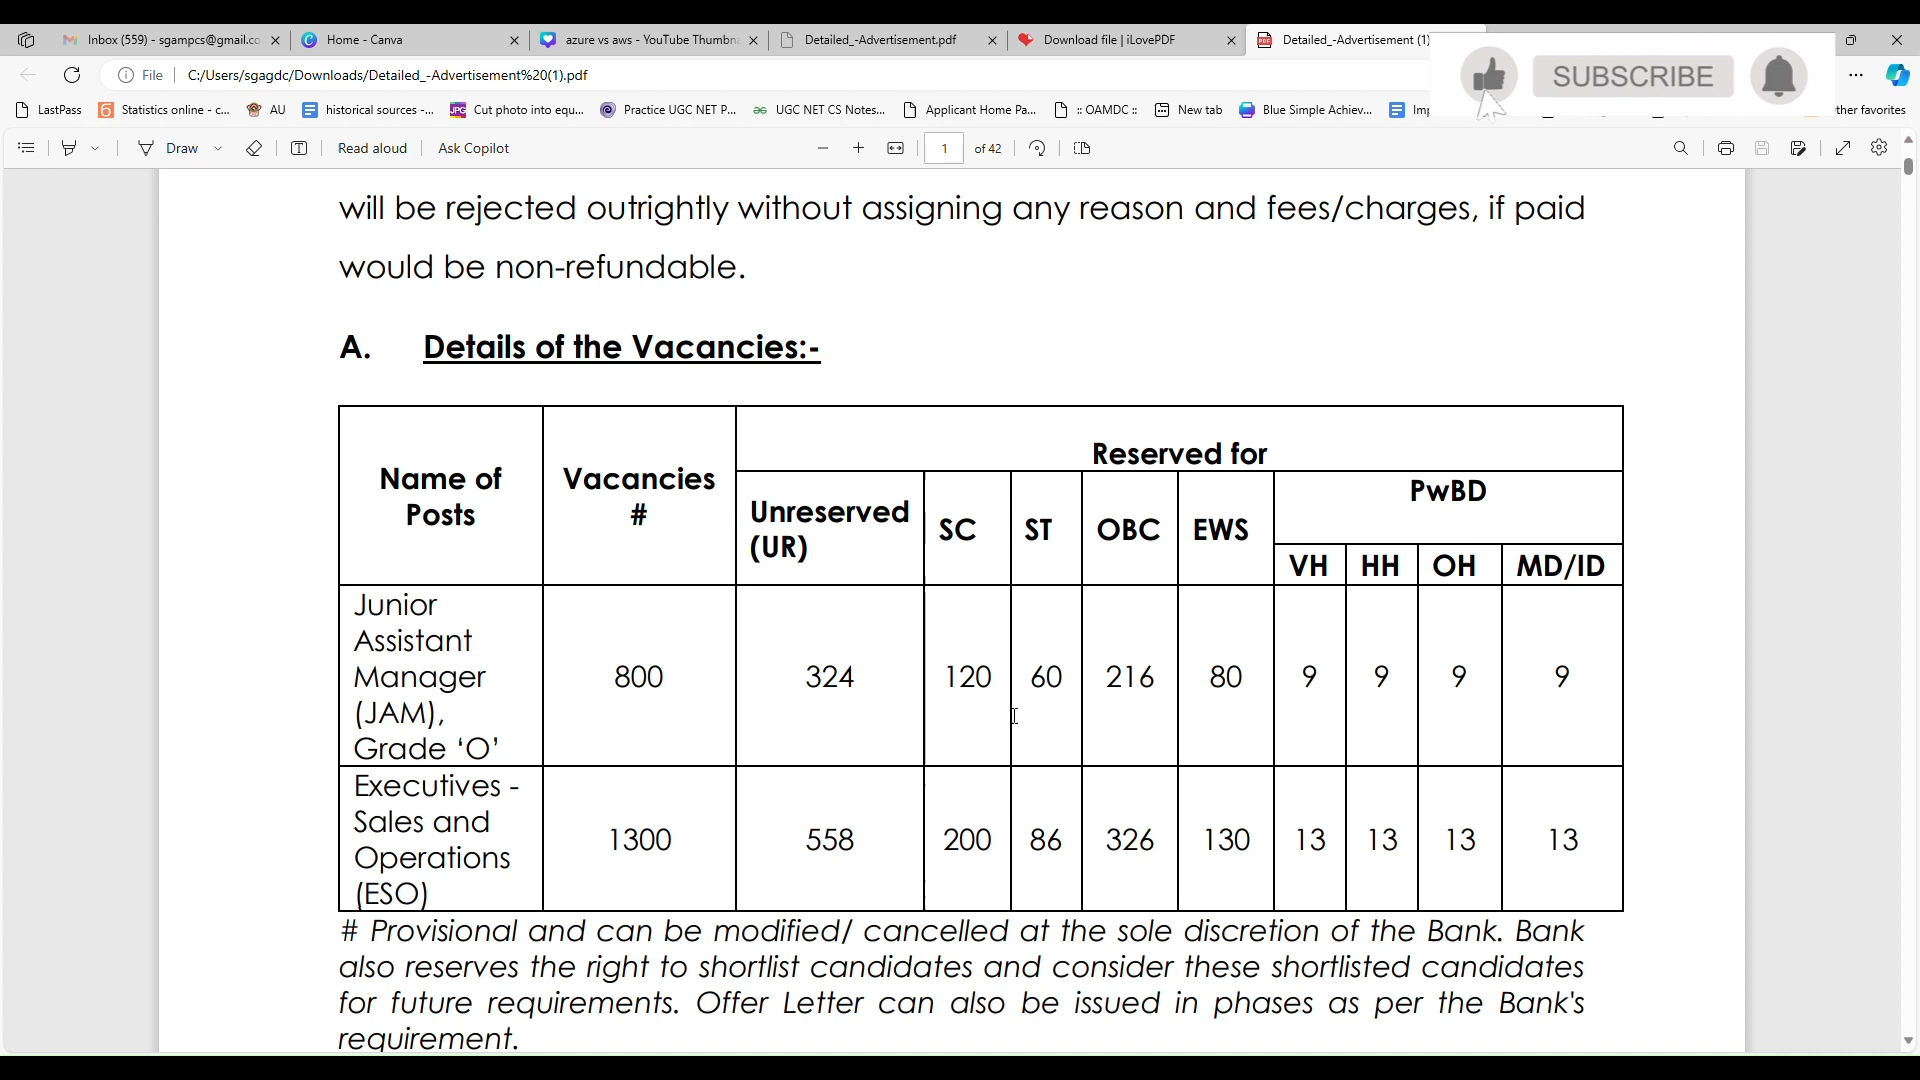 Inbox (559) - sgampcs@gmail.co
Home - Canva
azure vs aws - YouTube Thumbn
Detailed_-Advertisement.pdf
Download file | iLovePDF
Detailed_-Advertisement (1)
File
C:/Users/sgagdc/Downloads/Detailed_-Advertisement%20(1).pdf
SUBSCRIBE
LastPass
Statistics online - c...
AU
historical sources -...
Cut photo into equ...
Practice UGC NET P...
UGC NET CS Notes...
Applicant Home Pa...
:: OAMDC ::
New tab
Blue Simple Achiev...
Imp
ther favorites
Draw
Read aloud
Ask Copilot
1 of 42
will be rejected outrightly without assigning any reason and fees/charges, if paid
would be non-refundable.
A. Details of the Vacancies:-
Name of
Posts
Vacancies
#
Reserved for
Unreserved
(UR)
SC
ST
OBC
EWS
PwBD
VH HH OH MD/ID
Junior
Assistant
Manager
(JAM),
Grade ‘O’
800 324 120 60 216 80 9 9 9 9
Executives -
Sales and
Operations
(ESO)
1300 558 200 86 326 130 13 13 13 13
# Provisional and can be modified/ cancelled at the sole discretion of the Bank. Bank
also reserves the right to shortlist candidates and consider these shortlisted candidates
for future requirements. Offer Letter can also be issued in phases as per the Bank's
requirement.